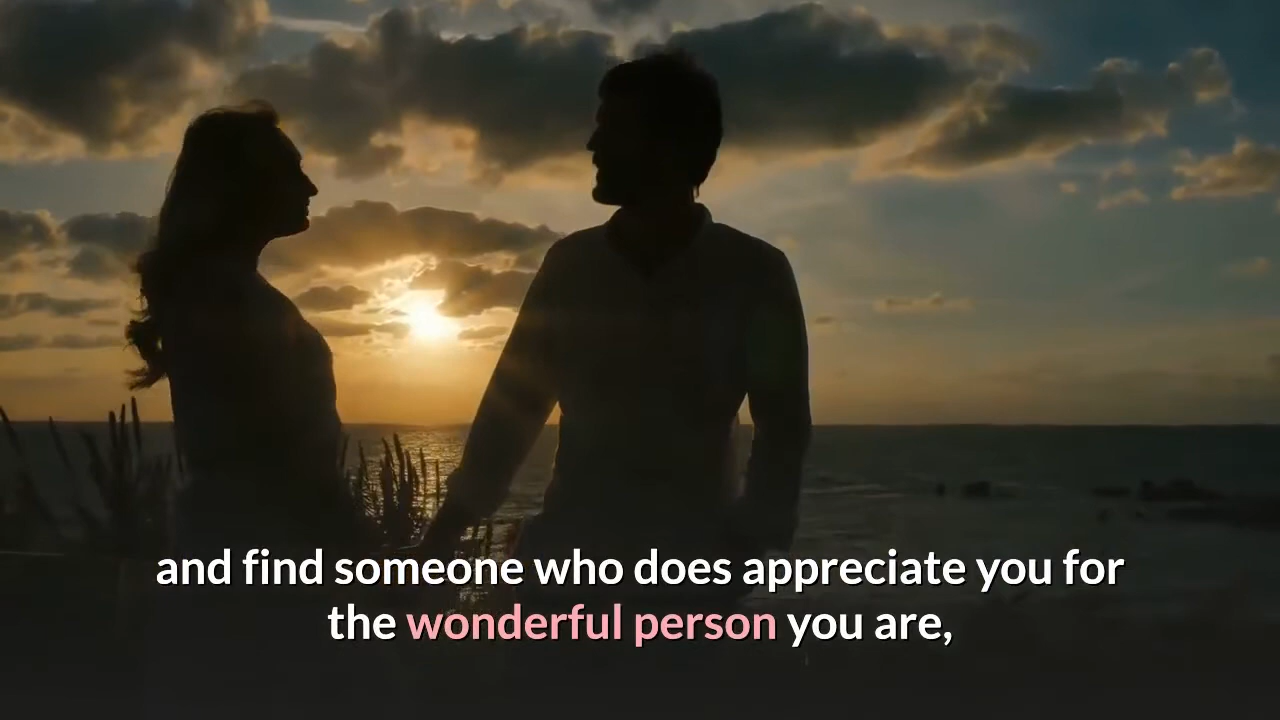 and find someone who does appreciate you for
the wonderful person you are,